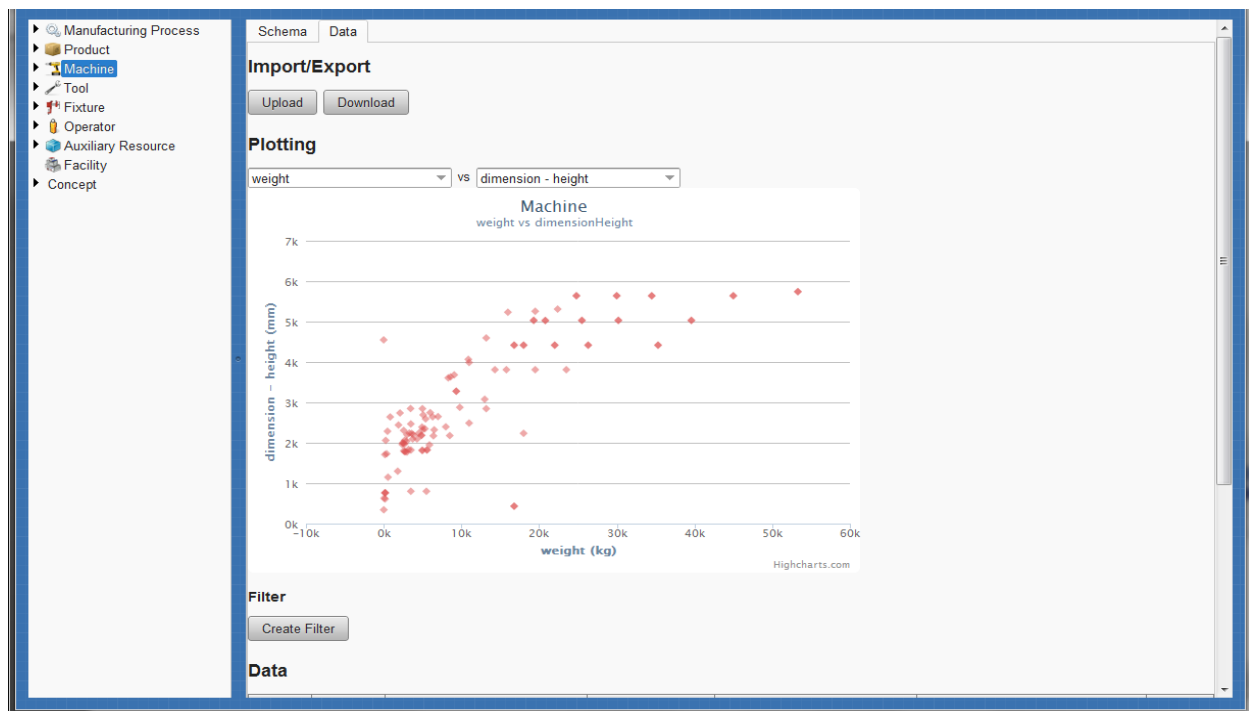 Manufacturing Process
Product
Machine
Tool
Fixture
Operator
Auxiliary Resource
Facility
Concept
Schema Data
Import/Export
Upload Download
Plotting
weight vs dimension - height
Machine
weight vs dimensionHeight
7k
6k
5k
4k
3k
2k
1k
0k
dimension - height (mm)
-10k 0k 10k 20k 30k 40k 50k 60k
weight (kg)
Highcharts.com
Filter
Create Filter
Data